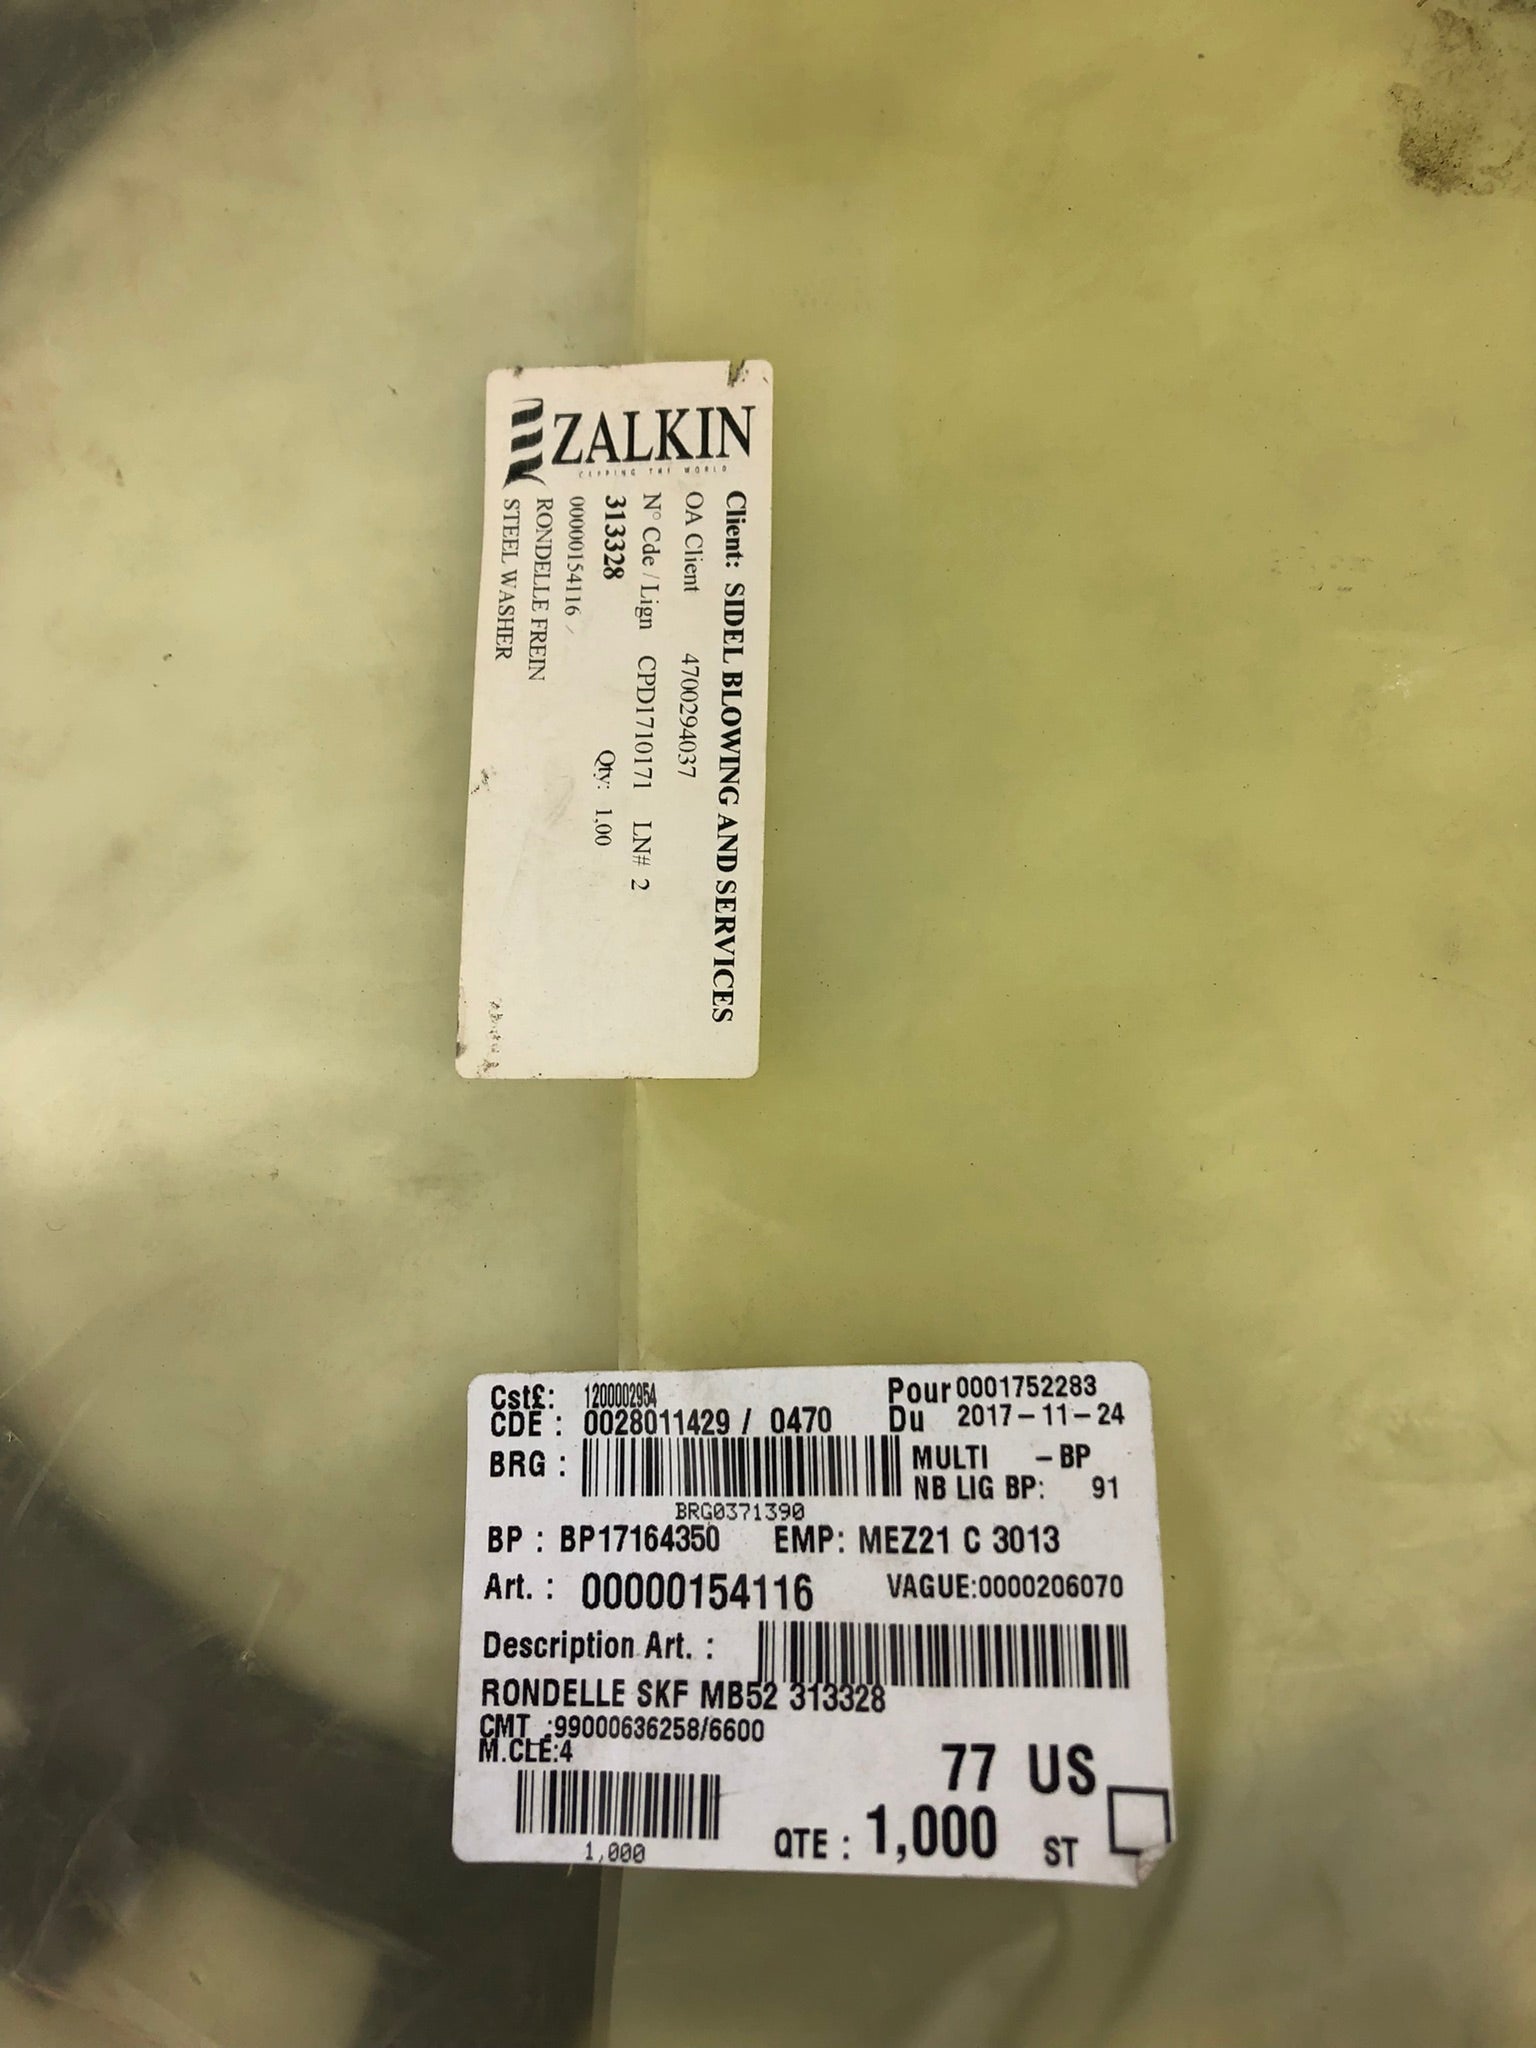 ZALKIN
CAPPING THE WORLD
Client: SIDEL BLOWING AND SERVICES
OA Client 4700294037
N° Cde / Lign CPD1710171 LN# 2
313328 Qty: 1,00
00000154116
RONDELLE FREIN
STEEL WASHER
Cst£: 1200002954 Pour 0001752283
CDE : 0028011429 / 0470 Du 2017-11-24
BRG : MULTI -BP
NB LIG BP: 91
BRG0371390
BP : BP17164350 EMP: MEZ21 C 3013
Art. : 00000154116 VAGUE:0000206070
Description Art. :
RONDELLE SKF MB52 313328
CMT :99000636258/6600
M.CLE:4
77 US
QTE : 1,000 ST
1,000